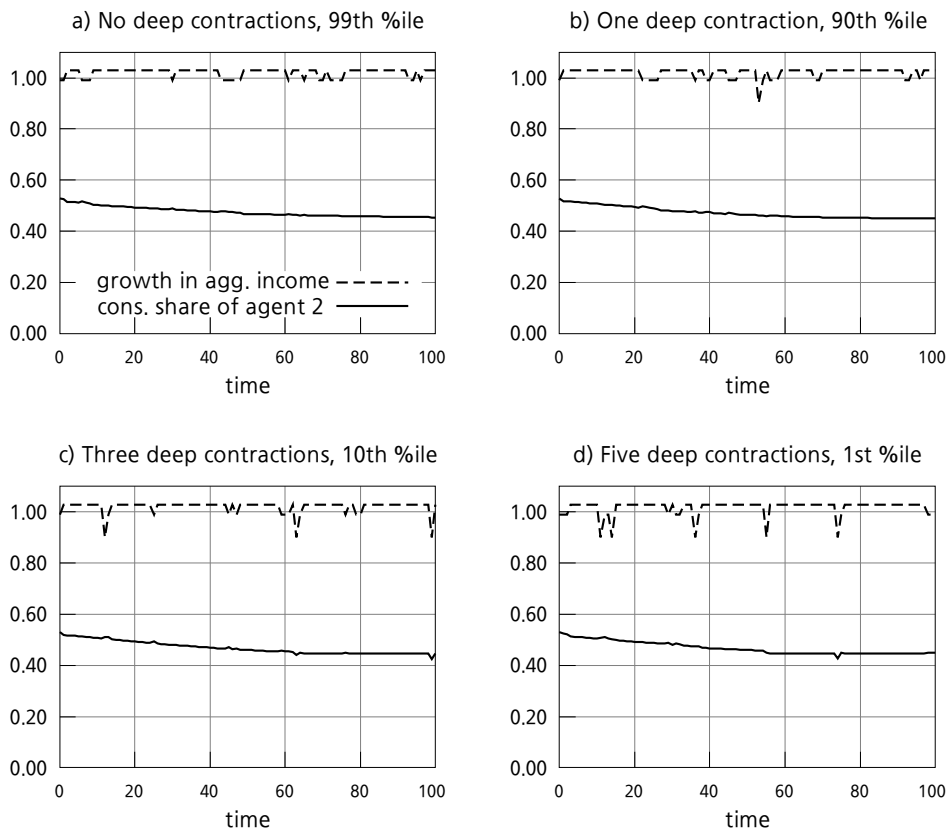 a) No deep contractions, 99th %ile
1.00
0.80
0.60
0.40
0.20
0.00
growth in agg. income
cons. share of agent 2
0 20 40 60 80 100
time
b) One deep contraction, 90th %ile
1.00
0.80
0.60
0.40
0.20
0.00
0 20 40 60 80 100
time
c) Three deep contractions, 10th %ile
1.00
0.80
0.60
0.40
0.20
0.00
0 20 40 60 80 100
time
d) Five deep contractions, 1st %ile
1.00
0.80
0.60
0.40
0.20
0.00
0 20 40 60 80 100
time